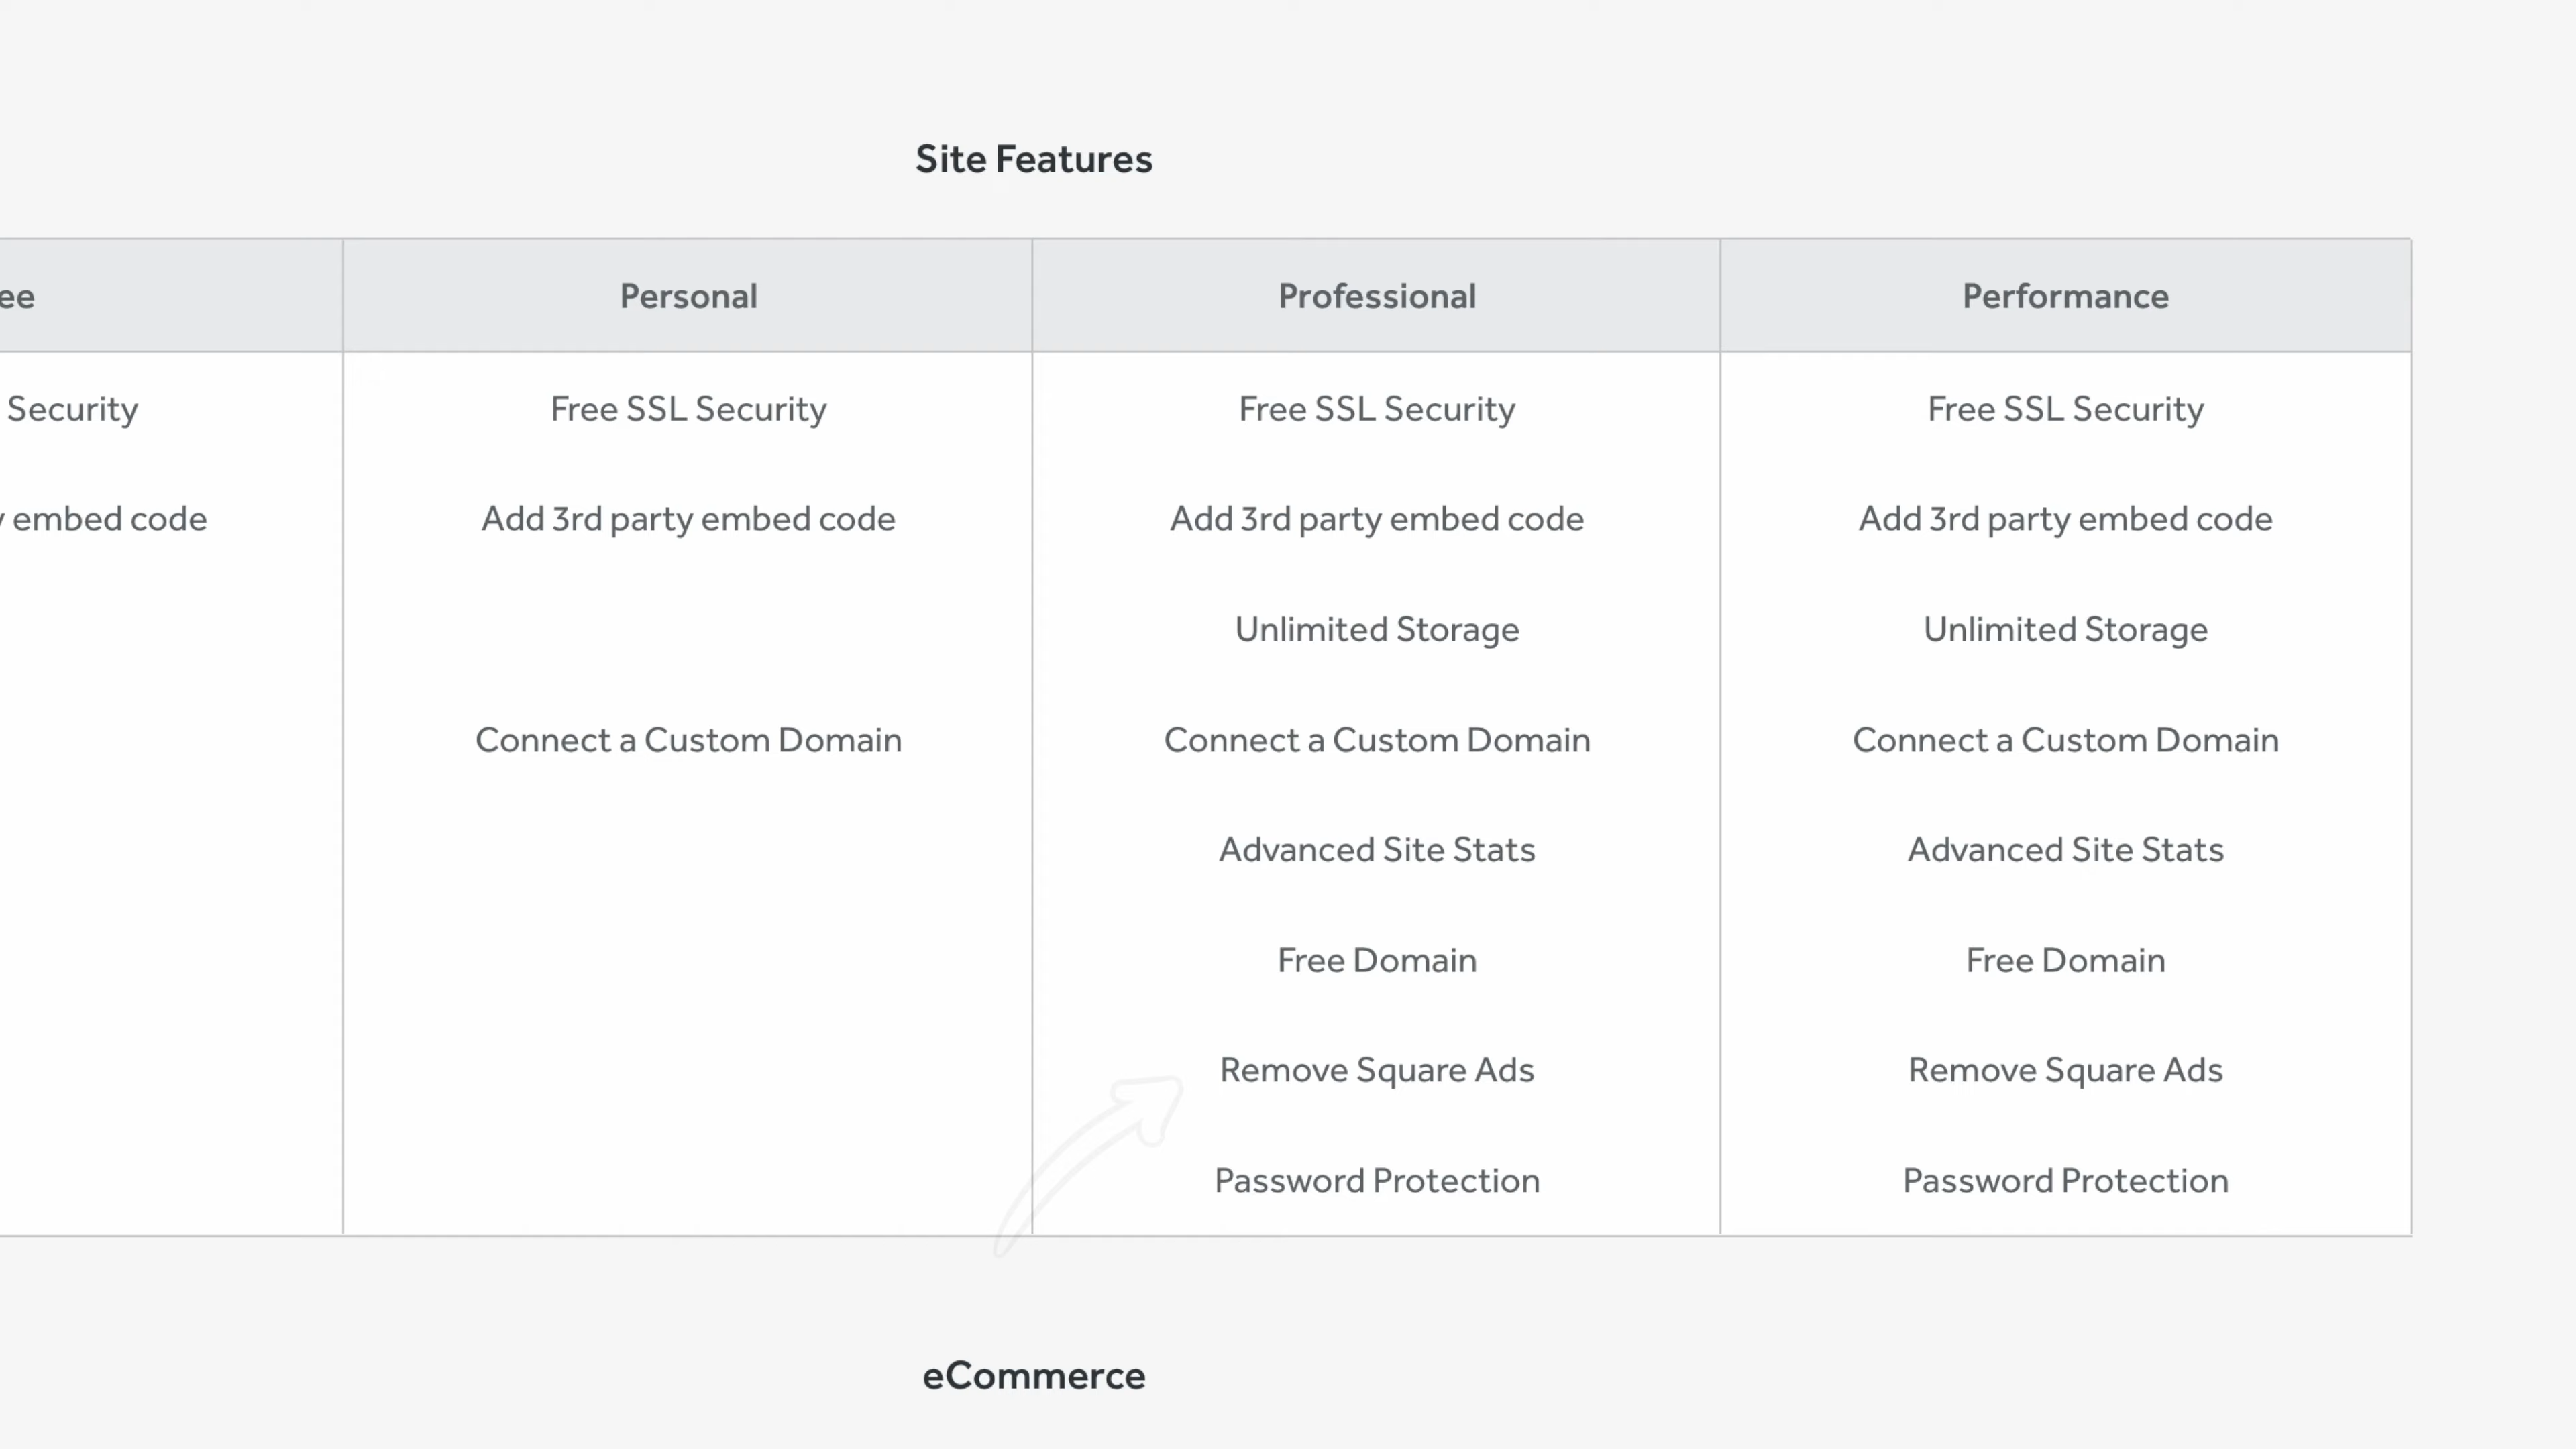 Site Features
ee Personal Professional Performance
Security Free SSL Security Free SSL Security Free SSL Security
y embed code Add 3rd party embed code Add 3rd party embed code Add 3rd party embed code
Unlimited Storage Unlimited Storage
Connect a Custom Domain Connect a Custom Domain Connect a Custom Domain
Advanced Site Stats Advanced Site Stats
Free Domain Free Domain
Remove Square Ads Remove Square Ads
Password Protection Password Protection
eCommerce